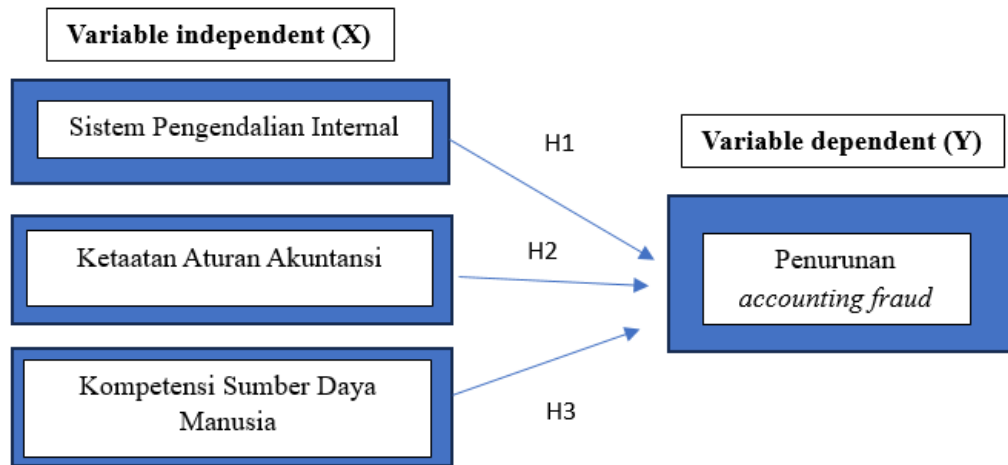 Variable independent (X)
Sistem Pengendalian Internal
H1
Variable dependent (Y)
Ketaatan Aturan Akuntansi
H2
Penurunan
accounting fraud
Kompetensi Sumber Daya
Manusia
H3